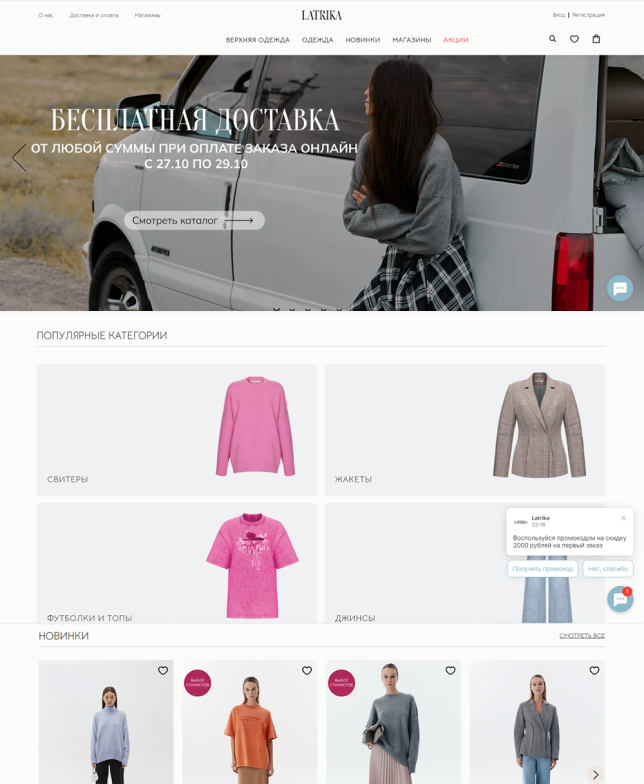 О нас
Доставка и оплата
Магазины
LATRIKA
Вход | Регистрация
ВЕРХНЯЯ ОДЕЖДА
ОДЕЖДА
НОВИНКИ
МАГАЗИНЫ
АКЦИИ
БЕСПЛАТНАЯ ДОСТАВКА
ОТ ЛЮБОЙ СУММЫ ПРИ ОПЛАТЕ ЗАКАЗА ОНЛАЙН
С 27.10 ПО 29.10
Смотреть каталог
ПОПУЛЯРНЫЕ КАТЕГОРИИ
СВИТЕРЫ
ЖАКЕТЫ
LATRIKA
Latrika
22:16
Воспользуйся промокодом на скидку
2000 рублей на первый заказ
Получить промокод
Нет, спасибо
1
ФУТБОЛКИ И ТОПЫ
ДЖИНСЫ
НОВИНКИ
СМОТРЕТЬ ВСЕ
ВЫБОР
СТИЛИСТОВ
ВЫБОР
СТИЛИСТОВ